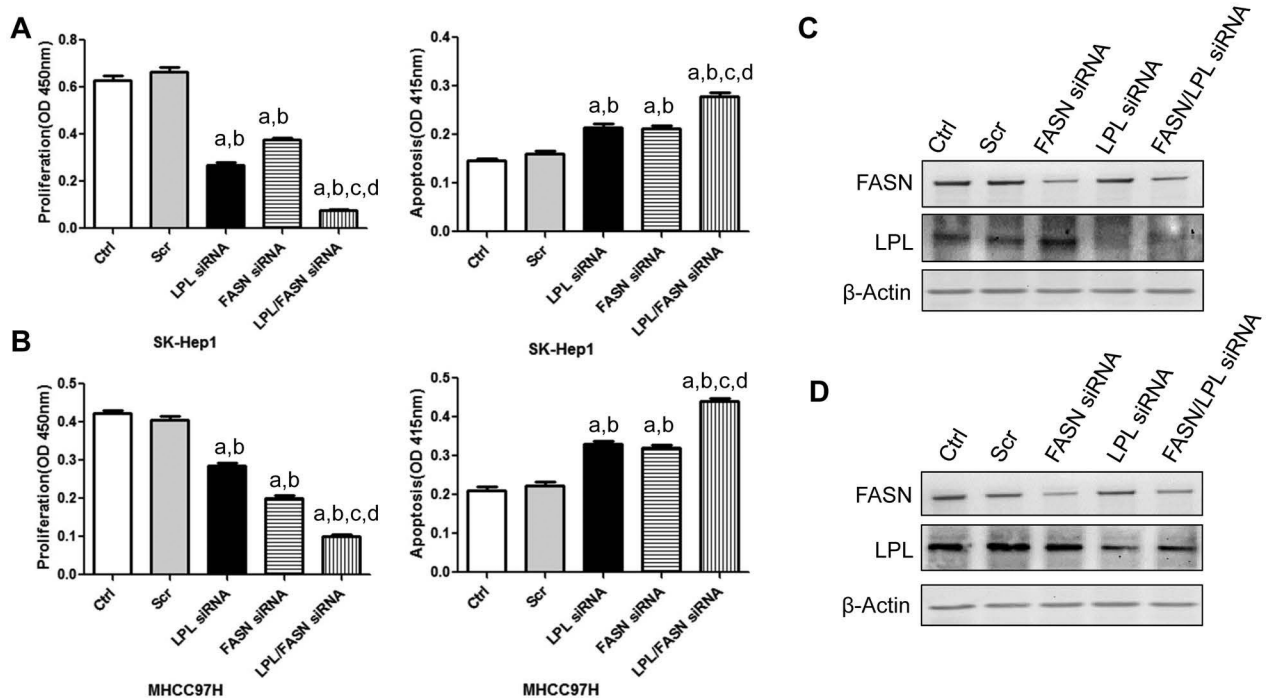 A
Proliferation(OD 450nm)
0.8
0.6
0.4
0.2
0.0
a,b
a,b
a,b,c,d
Ctrl
Scr
LPL siRNA
FASN siRNA
LPL/FASN siRNA
SK-Hep1
Apoptosis(OD 415nm)
0.4
0.3
0.2
0.1
0.0
a,b
a,b
a,b,c,d
Ctrl
Scr
LPL siRNA
FASN siRNA
LPL/FASN siRNA
SK-Hep1
B
Proliferation(OD 450nm)
0.5
0.4
0.3
0.2
0.1
0.0
a,b
a,b
a,b,c,d
Ctrl
Scr
LPL siRNA
FASN siRNA
LPL/FASN siRNA
MHCC97H
Apoptosis(OD 415nm)
0.5
0.4
0.3
0.2
0.1
0.0
a,b
a,b
a,b,c,d
Ctrl
Scr
LPL siRNA
FASN siRNA
LPL/FASN siRNA
MHCC97H
C
Ctrl
Scr
FASN siRNA
LPL siRNA
FASN/LPL siRNA
FASN
LPL
β-Actin
D
Ctrl
Scr
FASN siRNA
LPL siRNA
FASN/LPL siRNA
FASN
LPL
β-Actin